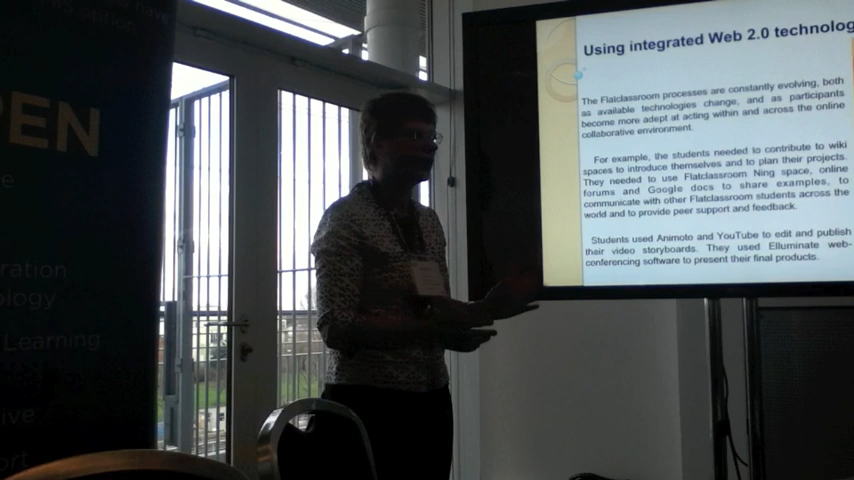 PEN
e
ration
ology
Learning
ive
ort
Using integrated Web 2.0 technolog
The Flatclassroom processes are constantly evolving, both
as available technologies change, and as participants
become more adept at acting within and across the online
collaborative environment.
For example, the students needed to contribute to wiki
spaces to introduce themselves and to plan their projects.
They needed to use Flatclassroom Ning space, online
forums and Google docs to share examples, to
communicate with other Flatclassroom students across the
world and to provide peer support and feedback.
Students used Animoto and YouTube to edit and publish
their video storyboards. They used Elluminate web-
conferencing software to present their final products.